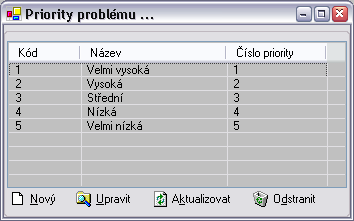 Priority problému ...
Kód Název Číslo priority
1 Velmi vysoká 1
2 Vysoká 2
3 Střední 3
4 Nízká 4
5 Velmi nízká 5
Nový Upravit Aktualizovat Odstranit